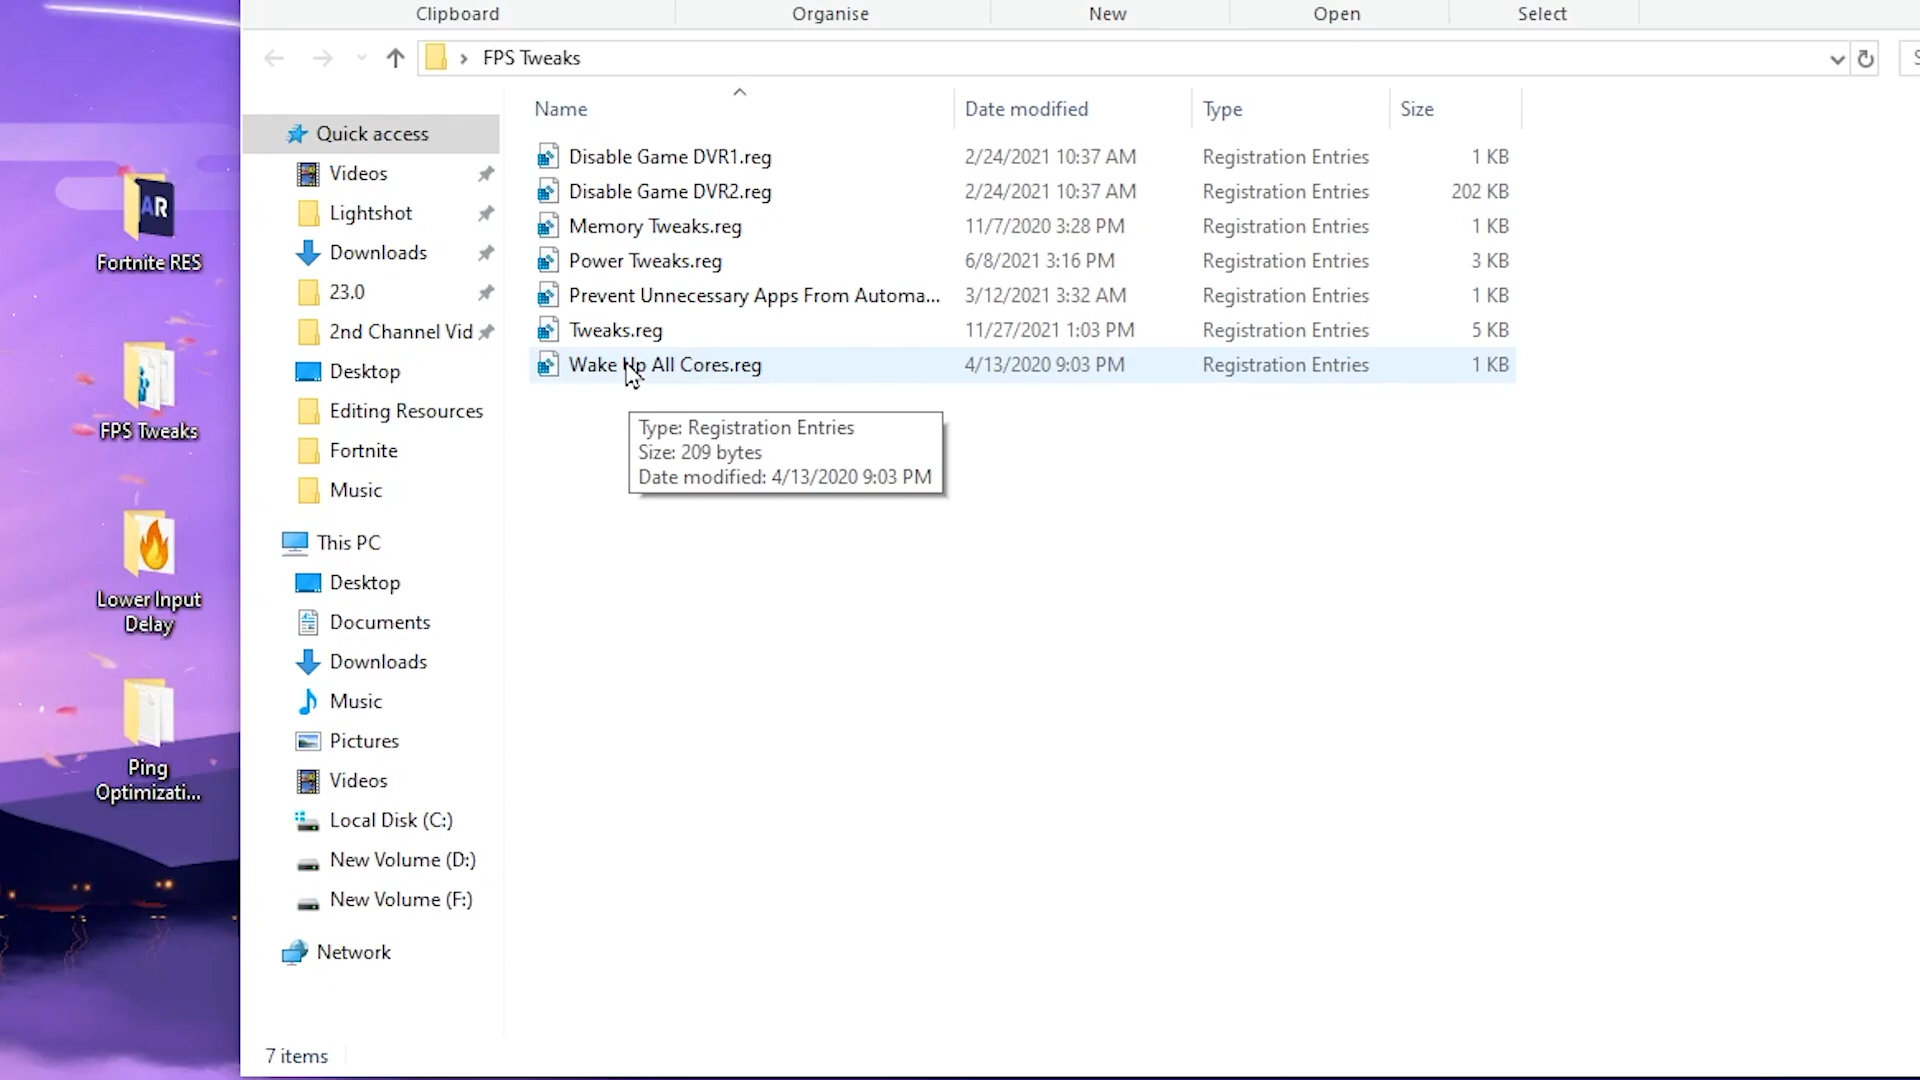 Clipboard Organise New Open Select
FPS Tweaks
Name Date modified Type Size
Disable Game DVR1.reg 2/24/2021 10:37 AM Registration Entries 1 KB
Disable Game DVR2.reg 2/24/2021 10:37 AM Registration Entries 202 KB
Memory Tweaks.reg 11/7/2020 3:28 PM Registration Entries 1 KB
Power Tweaks.reg 6/8/2021 3:16 PM Registration Entries 3 KB
Prevent Unnecessary Apps From Automa... 3/12/2021 3:32 AM Registration Entries 1 KB
Tweaks.reg 11/27/2021 1:03 PM Registration Entries 5 KB
Wake Up All Cores.reg 4/13/2020 9:03 PM Registration Entries 1 KB
Type: Registration Entries
Size: 209 bytes
Date modified: 4/13/2020 9:03 PM
Quick access
Videos
Lightshot
Downloads
23.0
2nd Channel Vid
Desktop
Editing Resources
Fortnite
Music
This PC
Desktop
Documents
Downloads
Music
Pictures
Videos
Local Disk (C:)
New Volume (D:)
New Volume (F:)
Network
7 items
AR
Fortnite RES
FPS Tweaks
Lower Input
Delay
Ping
Optimizati...